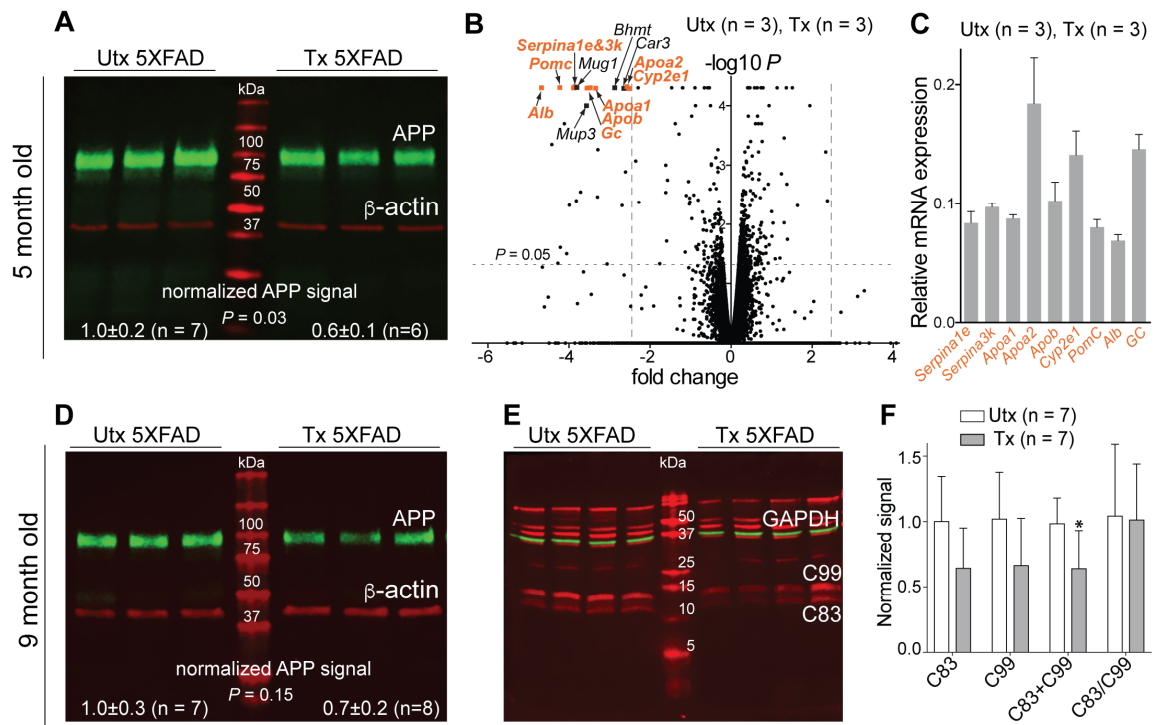 A
Utx 5XFAD
Tx 5XFAD
kDa
100
75
50
37
APP
β-actin
normalized APP signal
P = 0.03
1.0±0.2 (n = 7)
0.6±0.1 (n=6)
5 month old
B
Utx (n = 3), Tx (n = 3)
-log10 P
Serpina1e&3k
Bhmt
Car3
Pomc
Mug1
Apoa2
Cyp2e1
Alb
Apoa1
Apob
Mup3
Gc
4
3
2
P = 0.05
-6
-4
-2
0
2
4
fold change
C
Utx (n = 3), Tx (n = 3)
Relative mRNA expression
0.2
0.1
0.0
Serpina1e
Serpina3k
Apoa1
Apoa2
Apob
Cyp2e1
PomC
Alb
GC
D
Utx 5XFAD
Tx 5XFAD
kDa
100
75
50
37
APP
β-actin
normalized APP signal
P = 0.15
1.0±0.3 (n = 7)
0.7±0.2 (n=8)
9 month old
E
Utx 5XFAD
Tx 5XFAD
kDa
50
37
25
15
10
5
GAPDH
C99
C83
F
Utx (n = 7)
Tx (n = 7)
Normalized signal
1.5
1.0
0.5
0.0
*
C83
C99
C83+C99
C83/C99